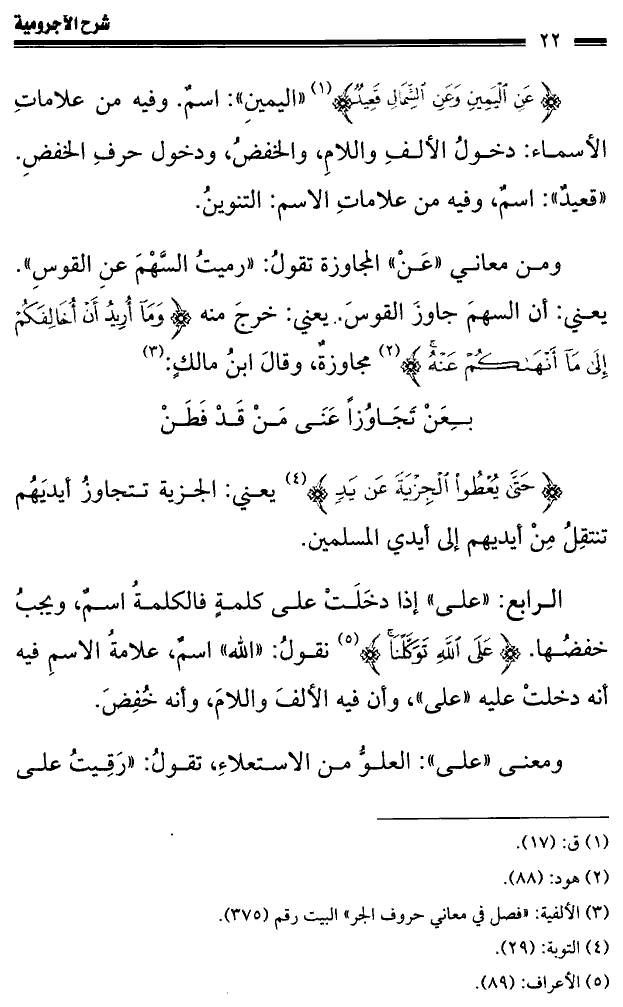 شرح الآجرومية
٢٢
﴿عَنِ الْيَمِينِ وَعَنِ الشِّمَالِ قَعِيدٌ﴾(١) «اليمينِ»: اسمٌ. وفيه من علاماتِ
الأسماء: دخولُ الألفِ واللامِ، والخفضُ، ودخول حرفِ الخفضِ.
«قعيدٌ»: اسمٌ، وفيه من علاماتِ الاسم: التنوينُ.
ومن معاني «عَنْ» المجاوزة تقولُ: «رميتُ السَّهْمَ عنِ القوسِ».
يعني: أن السهمَ جاوزَ القوسَ. يعني: خرجَ منه ﴿وَمَآ أُرِيدُ أَنْ أُخَالِفَكُمْ
إِلَىٰ مَآ أَنْهَىٰكُمْ عَنْهُ ۚ﴾(٢) مجاوزةٌ، وقالَ ابنُ مالكٍ:(٣)
بِعَنْ تَجَاوُزاً عَنَى مَنْ قَدْ فَطَنْ
﴿حَتَّىٰ يُعْطُوا۟ الْجِزْيَةَ عَن يَدٍ﴾(٤) يعني: الجزية تتجاوزُ أيديَهُم
تنتقِلُ مِنْ أيديهم إلى أيدي المسلمين.
الرابع: «على» إذا دخَلَتْ على كلمةٍ فالكلمةُ اسمٌ، ويجبُ
خفضُها. ﴿عَلَى اللَّهِ تَوَكَّلْنَا ۚ﴾(٥) نقولُ: «الله» اسمٌ، علامةُ الاسمِ فيه
أنه دخلتْ عليه «على»، وأن فيه الألفَ واللامَ، وأنه خُفِضَ.
ومعنى «على»: العلوُّ من الاستعلاءِ، تقولُ: «رَقِيتُ على
(١) ق: (١٧).
(٢) هود: (٨٨).
(٣) الألفية: «فصل في معاني حروف الجر» البيت رقم (٣٧٥).
(٤) التوبة: (٢٩).
(٥) الأعراف: (٨٩).